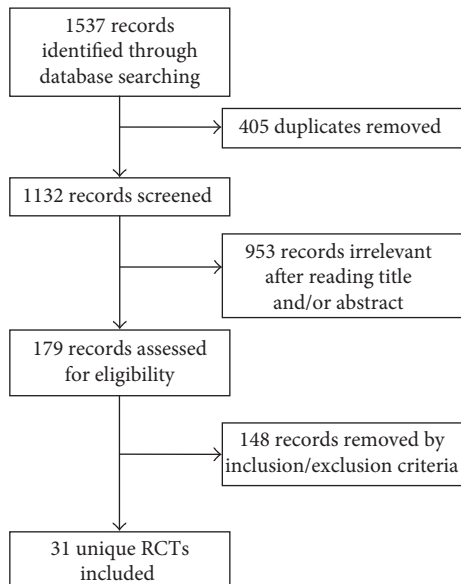 1537 records
identified through
database searching
405 duplicates removed
1132 records screened
953 records irrelevant
after reading title
and/or abstract
179 records assessed
for eligibility
148 records removed by
inclusion/exclusion criteria
31 unique RCTs
included